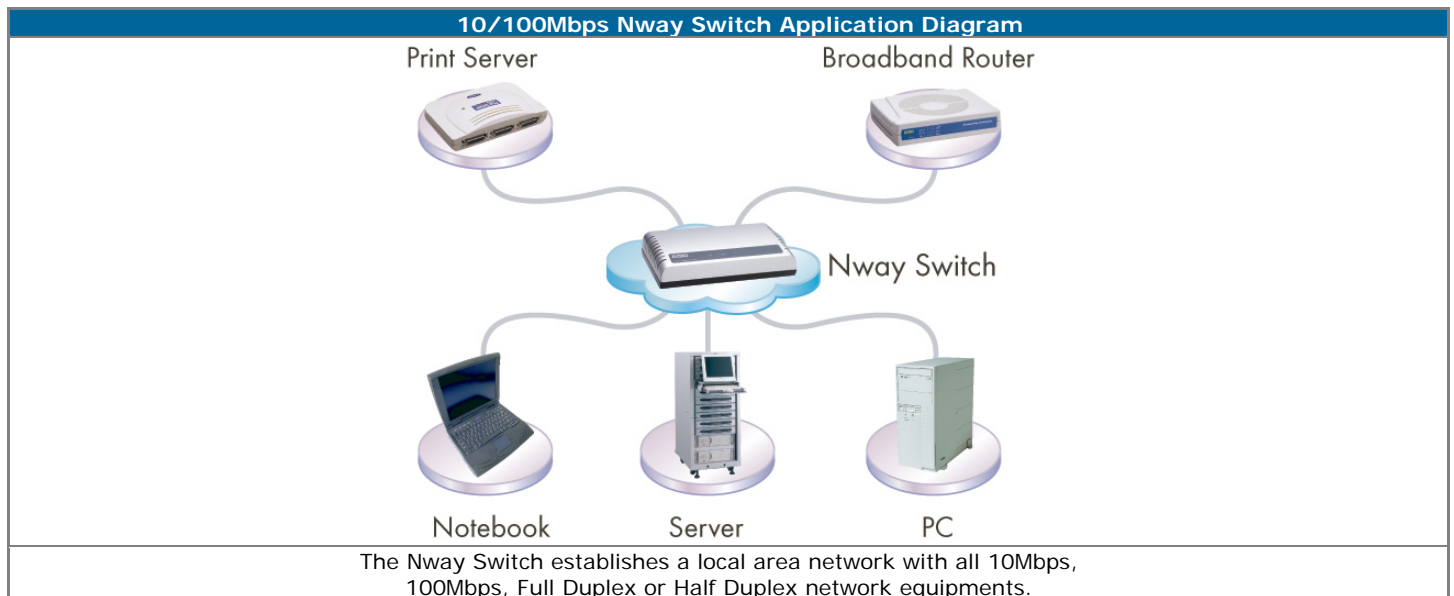 10/100Mbps Nway Switch Application Diagram
Print Server
Broadband Router
Nway Switch
Notebook
Server
PC
The Nway Switch establishes a local area network with all 10Mbps,
100Mbps, Full Duplex or Half Duplex network equipments.